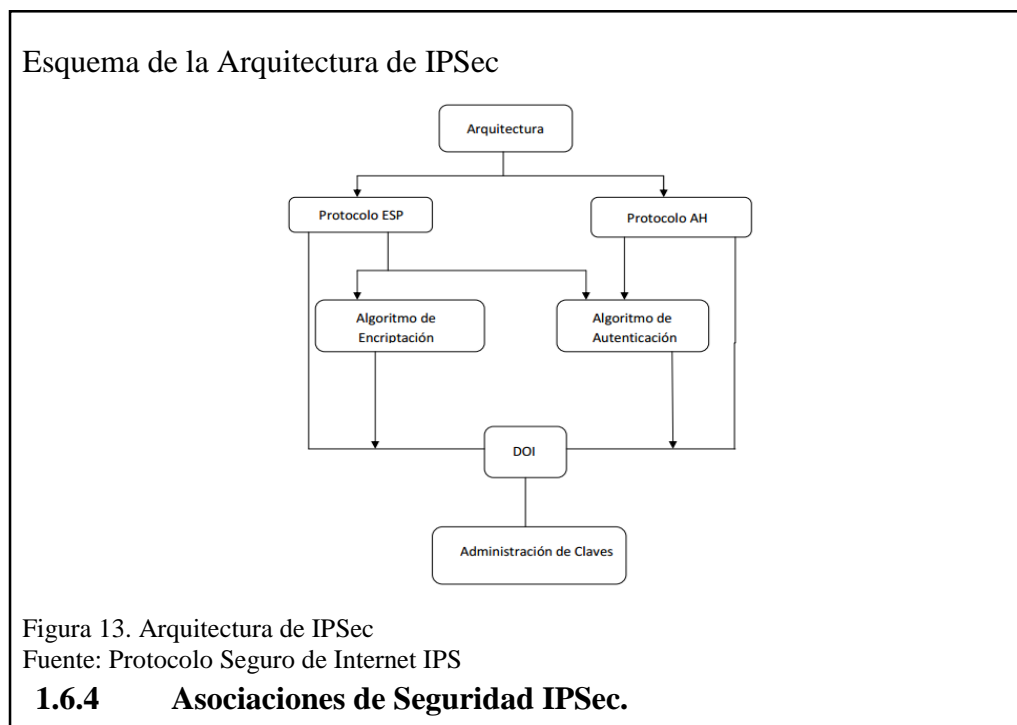 Esquema de la Arquitectura de IPSec
Arquitectura
Protocolo ESP
Protocolo AH
Algoritmo de
Encriptación
Algoritmo de
Autenticación
DOI
Administración de Claves
Figura 13. Arquitectura de IPSec
Fuente: Protocolo Seguro de Internet IPS
1.6.4 Asociaciones de Seguridad IPSec.